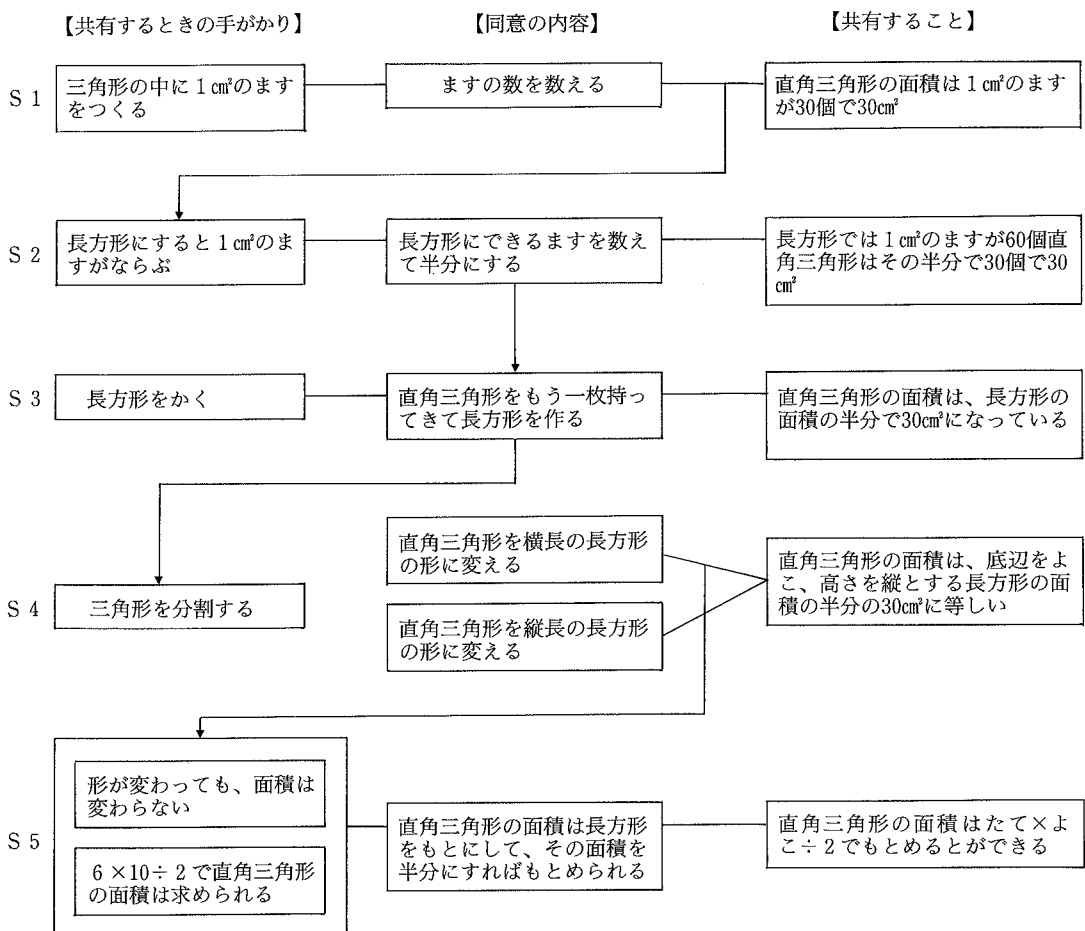 【共有するときの手がかり】
【同意の内容】
【共有すること】
S 1
三角形の中に1㎠のます
をつくる
ますの数を数える
直角三角形の面積は1㎠のます
が30個で30㎠
S 2
長方形にすると1㎠のま
すがならぶ
長方形にできるますを数え
て半分にする
長方形では1㎠のますが60個直
角三角形はその半分で30個で30
㎠
S 3
長方形をかく
直角三角形をもう一枚持っ
てきて長方形を作る
直角三角形の面積は、長方形の
面積の半分で30㎠になっている
S 4
三角形を分割する
直角三角形を横長の長方形
の形に変える
直角三角形を縦長の長方形
の形に変える
直角三角形の面積は、底辺をよ
こ、高さを縦とする長方形の面
積の半分の30㎠に等しい
S 5
形が変わっても、面積は
変わらない
6×10÷2で直角三角形
の面積は求められる
直角三角形の面積は長方形
をもとにして、その面積を
半分にすればもとめられる
直角三角形の面積はたて×よ
こ÷2でもとめるとができる